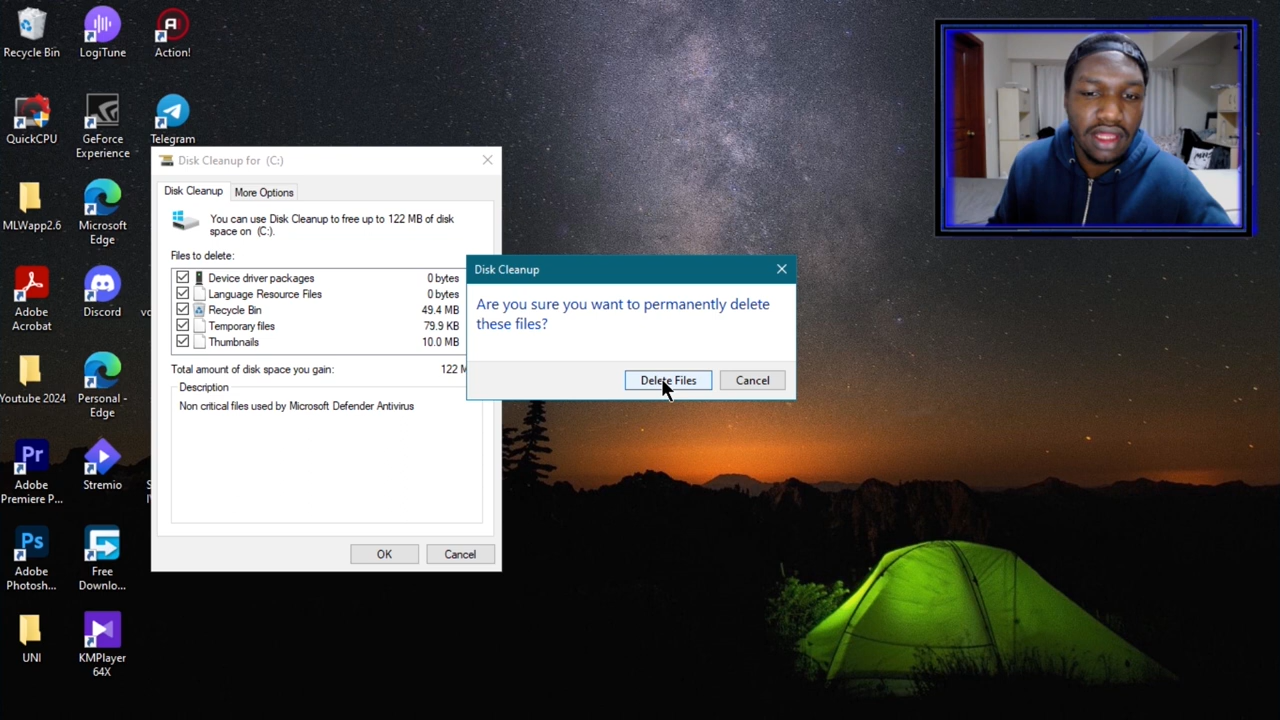 Recycle Bin
LogiTune
Action!
QuickCPU
GeForce
Experience
Telegram
MLWapp2.6
Microsoft
Edge
Adobe
Acrobat
Discord
Youtube 2024
Personal -
Edge
Adobe
Premiere P...
Stremio
Adobe
Photosh...
Free
Downlo...
UNI
KMPlayer
64X
Disk Cleanup for (C:)
Disk Cleanup
More Options
You can use Disk Cleanup to free up to 122 MB of disk
space on (C:).
Files to delete:
Device driver packages 0 bytes
Language Resource Files 0 bytes
Recycle Bin 49.4 MB
Temporary files 79.9 KB
Thumbnails 10.0 MB
Total amount of disk space you gain: 122 M
Description
Non critical files used by Microsoft Defender Antivirus
OK
Cancel
Disk Cleanup
Are you sure you want to permanently delete
these files?
Delete Files
Cancel
Pr
Ps